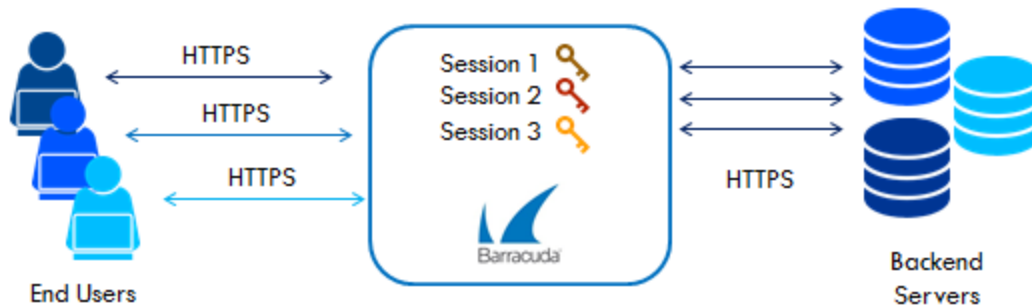 HTTPS
HTTPS
HTTPS
End Users
Session 1
Session 2
Session 3
Barracuda
HTTPS
Backend
Servers